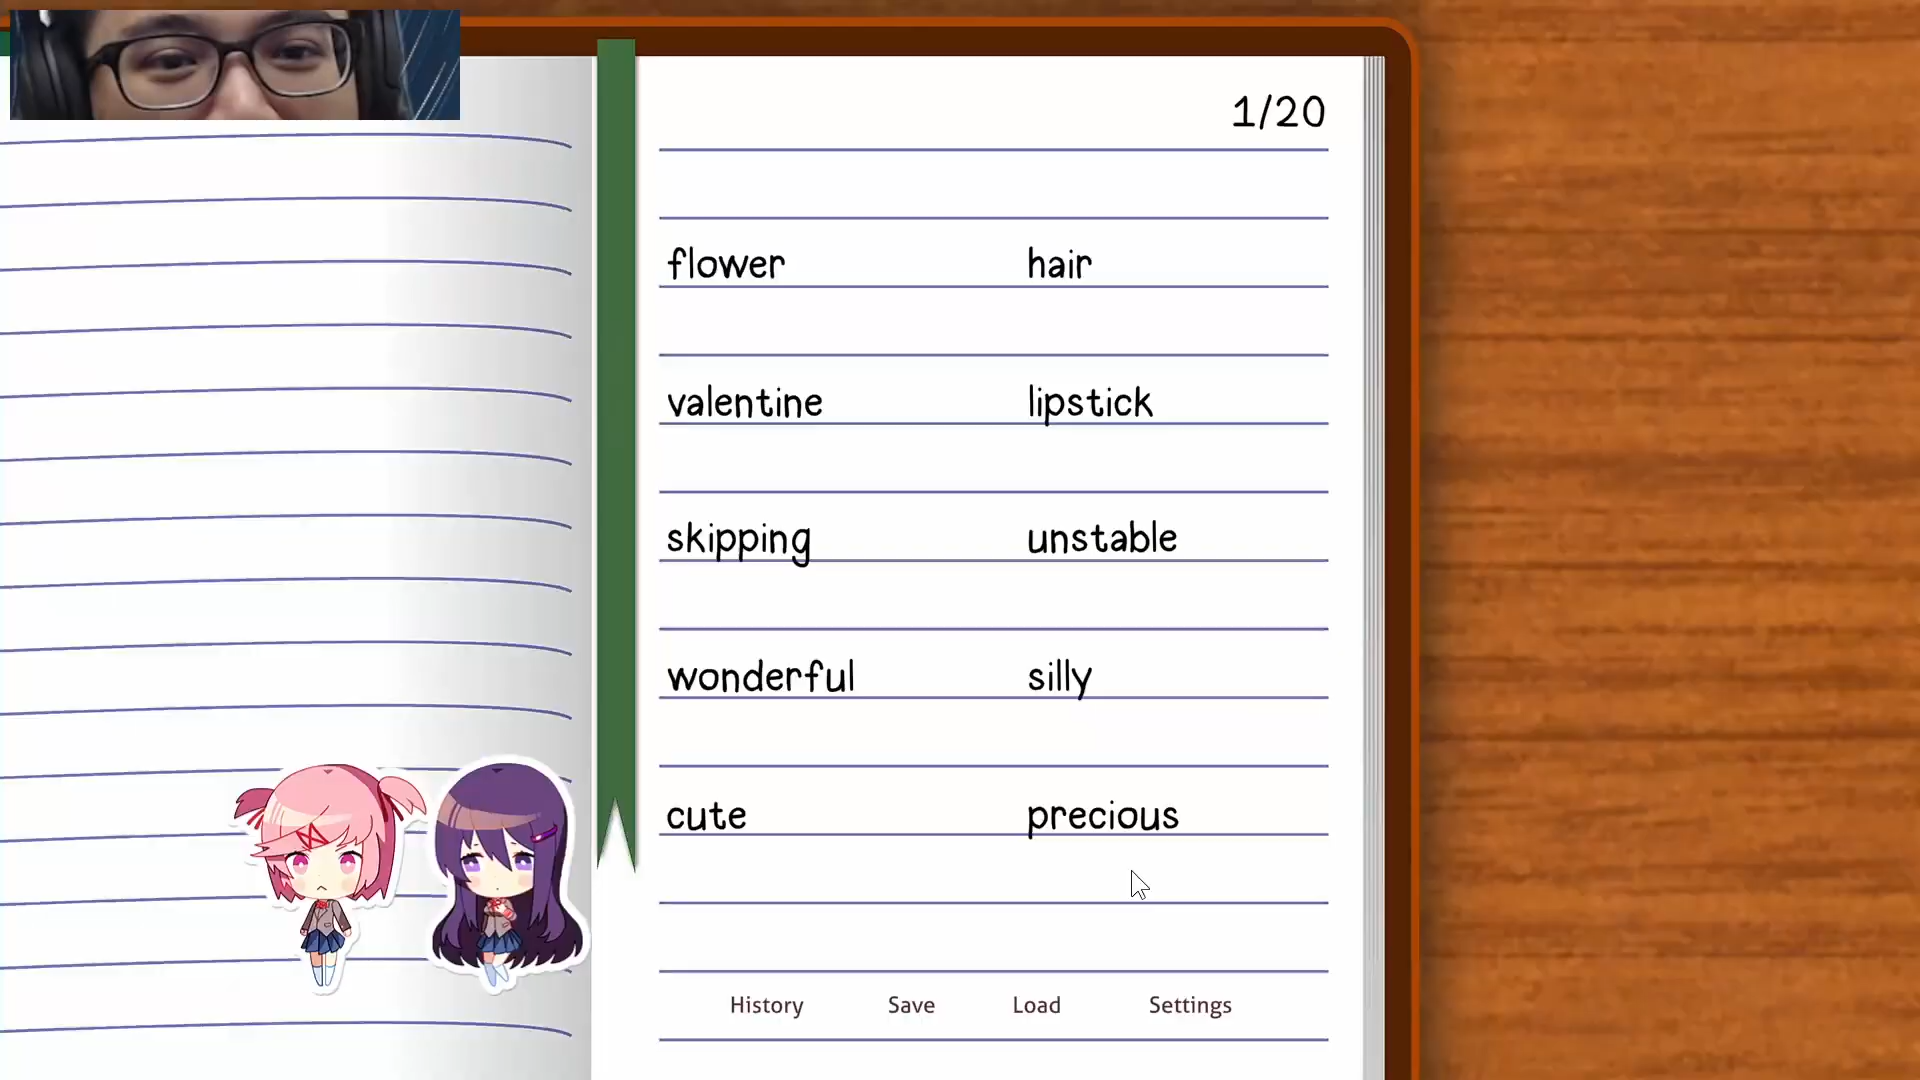 1/20
flower hair
valentine lipstick
skipping unstable
wonderful silly
cute precious
History Save Load Settings